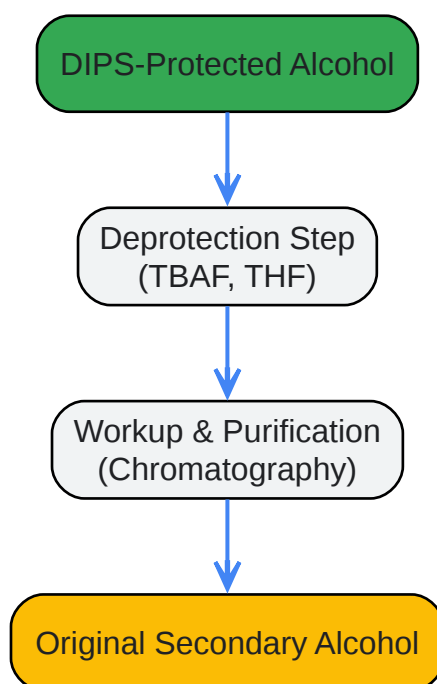 DIPS-Protected Alcohol
Deprotection Step
(TBAF, THF)
Workup & Purification
(Chromatography)
Original Secondary Alcohol